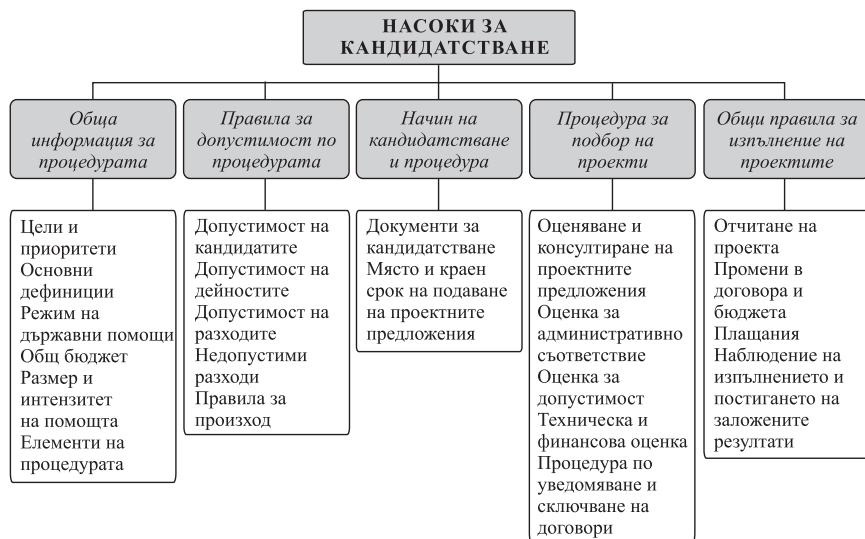 НАСОКИ ЗА
КАНДИДАТСТВАНЕ
Обща
информация за
процедурата
Правила за
допустимост по
процедурата
Начин на
кандидатстване
и процедура
Процедура за
подбор на
проекти
Общи правила за
изпълнение на
проектите
Цели и
приоритети
Основни
дефиниции
Режим на
държавни помощи
Общ бюджет
Размер и
интензитет
на помощта
Елементи на
процедурата
Допустимост на
кандидатите
Допустимост на
дейностите
Допустимост на
разходите
Недопустими
разходи
Правила за
произход
Документи за
кандидатстване
Място и краен
срок на подаване
на проектните
предложения
Оценяване и
консултиране на
проектните
предложения
Оценка за
административно
съответствие
Оценка за
допустимост
Техническа и
финансова оценка
Процедура по
уведомяване и
сключване на
договори
Отчитане на
проекта
Промени в
договора и
бюджета
Плащания
Наблюдение на
изпълнението и
постигането на
заложените
резултати